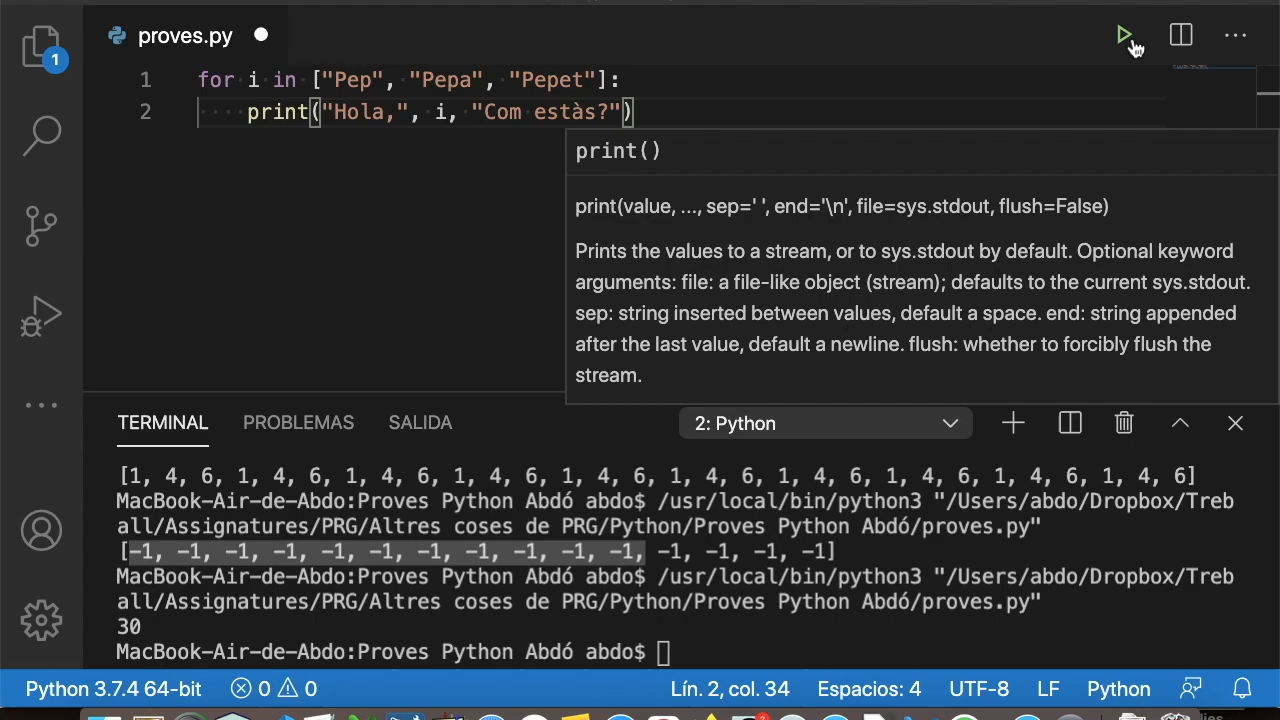 1
proves.py
1 for i in ["Pep", "Pepa", "Pepet"]:
2 print("Hola,", i, "Com estàs?")
print()
print(value, ..., sep=' ', end='\n', file=sys.stdout, flush=False)
Prints the values to a stream, or to sys.stdout by default. Optional keyword
arguments: file: a file-like object (stream); defaults to the current sys.stdout.
sep: string inserted between values, default a space. end: string appended
after the last value, default a newline. flush: whether to forcibly flush the
stream.
TERMINAL PROBLEMAS SALIDA 2: Python
[1, 4, 6, 1, 4, 6, 1, 4, 6, 1, 4, 6, 1, 4, 6, 1, 4, 6, 1, 4, 6, 1, 4, 6, 1, 4, 6, 1, 4, 6]
MacBook-Air-de-Abdo:Proves Python Abdó abdo$ /usr/local/bin/python3 "/Users/abdo/Dropbox/Treb
all/Assignatures/PRG/Altres coses de PRG/Python/Proves Python Abdó/proves.py"
[-1, -1, -1, -1, -1, -1, -1, -1, -1, -1, -1, -1, -1, -1, -1]
MacBook-Air-de-Abdo:Proves Python Abdó abdo$ /usr/local/bin/python3 "/Users/abdo/Dropbox/Treb
all/Assignatures/PRG/Altres coses de PRG/Python/Proves Python Abdó/proves.py"
30
MacBook-Air-de-Abdo:Proves Python Abdó abdo$
Python 3.7.4 64-bit 0 0 Lín. 2, col. 34 Espacios: 4 UTF-8 LF Python